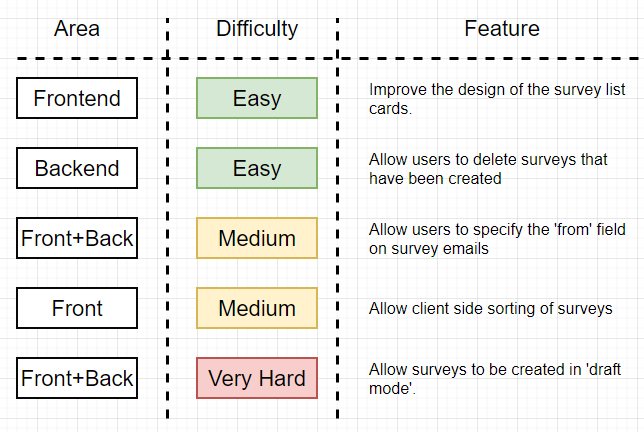 Area Difficulty Feature
Frontend Easy Improve the design of the survey list
cards.
Backend Easy Allow users to delete surveys that
have been created
Front+Back Medium Allow users to specify the 'from' field
on survey emails
Front Medium Allow client side sorting of surveys
Front+Back Very Hard Allow surveys to be created in 'draft
mode'.